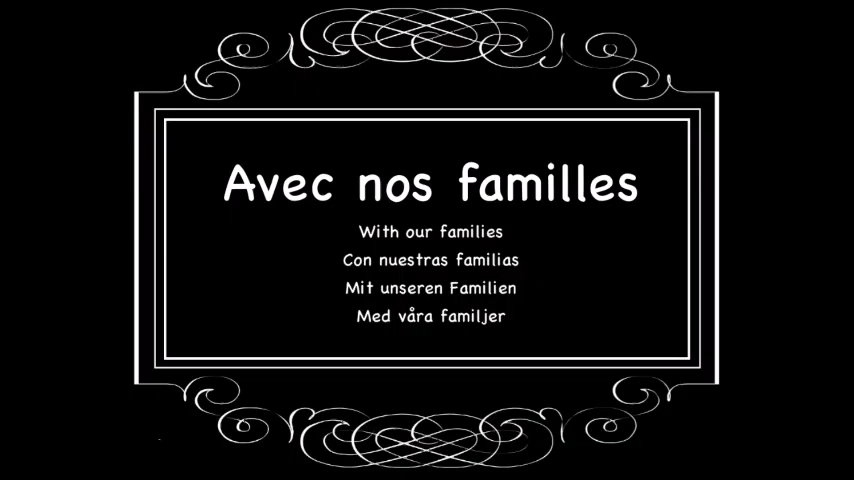 Avec nos familles
With our families
Con nuestras familias
Mit unseren Familien
Med våra familjer